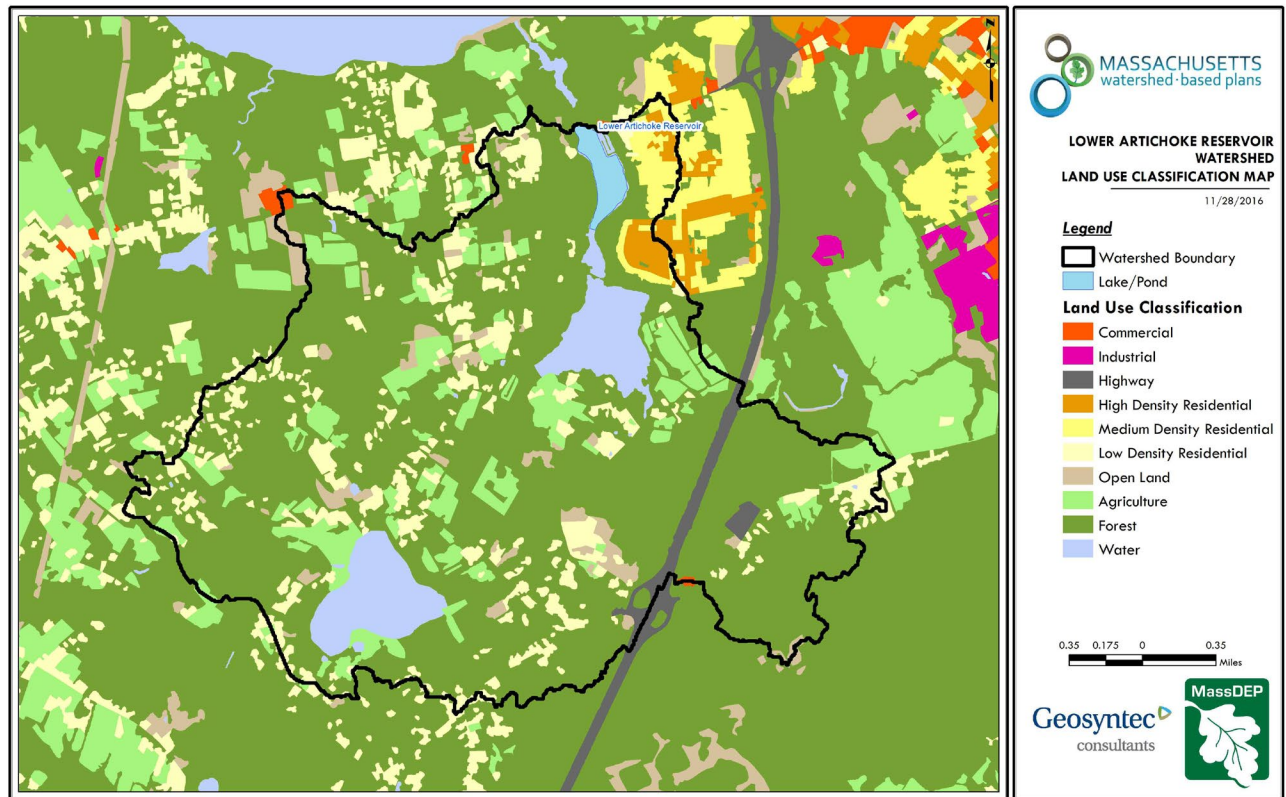 Lower Artichoke Reservoir
N
MASSACHUSETTS
watershed·based plans
LOWER ARTICHOKE RESERVOIR
WATERSHED
LAND USE CLASSIFICATION MAP
11/28/2016
Legend
Watershed Boundary
Lake/Pond
Land Use Classification
Commercial
Industrial
Highway
High Density Residential
Medium Density Residential
Low Density Residential
Open Land
Agriculture
Forest
Water
0.35 0.175 0 0.35
Miles
Geosyntec
consultants
MassDEP